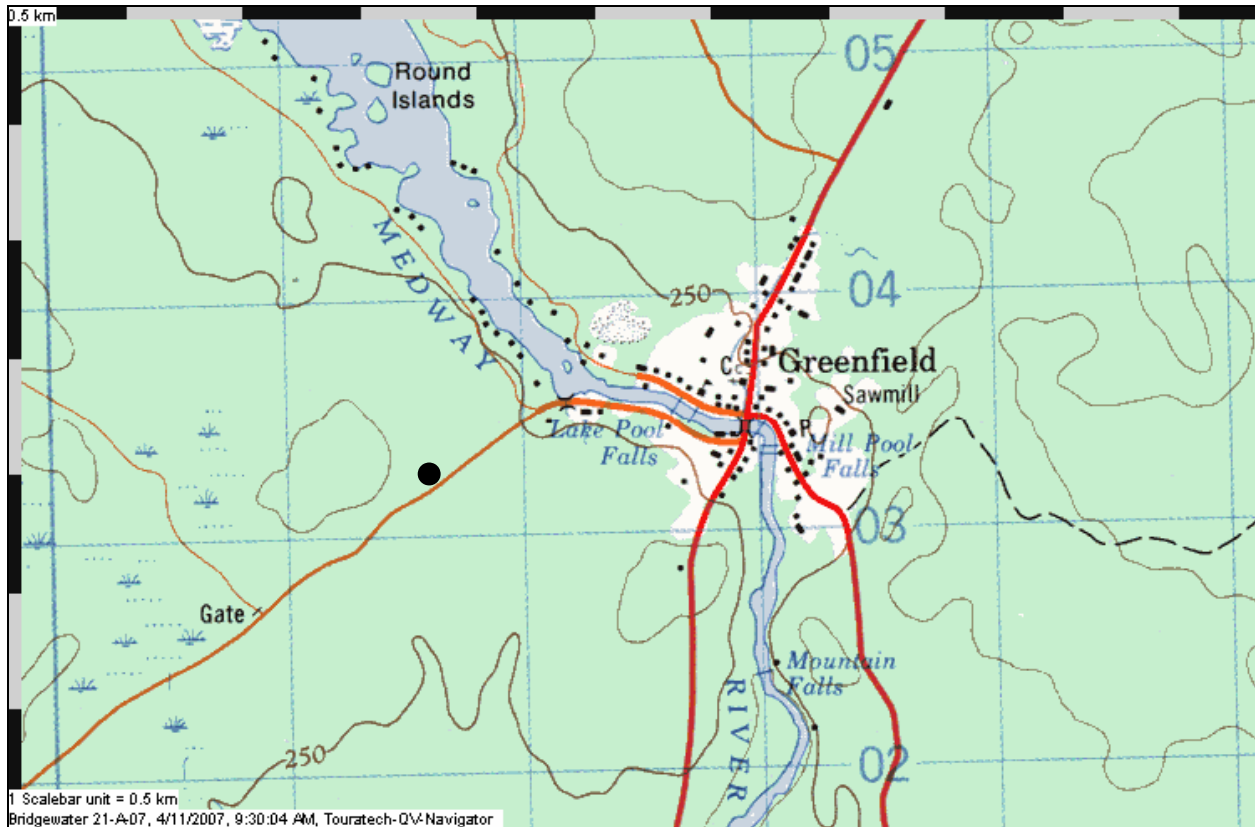 0.5 km
05
Round
Islands
MEDWAY
250
04
Greenfield
C
Sawmill
Lake Pool
Falls
P
Mill Pool
Falls
03
Gate
Mountain
Falls
RIVER
250
02
1 Scalebar unit = 0.5 km
Bridgewater 21-A-07, 4/11/2007, 9:30:04 AM, Touratech-QV-Navigator